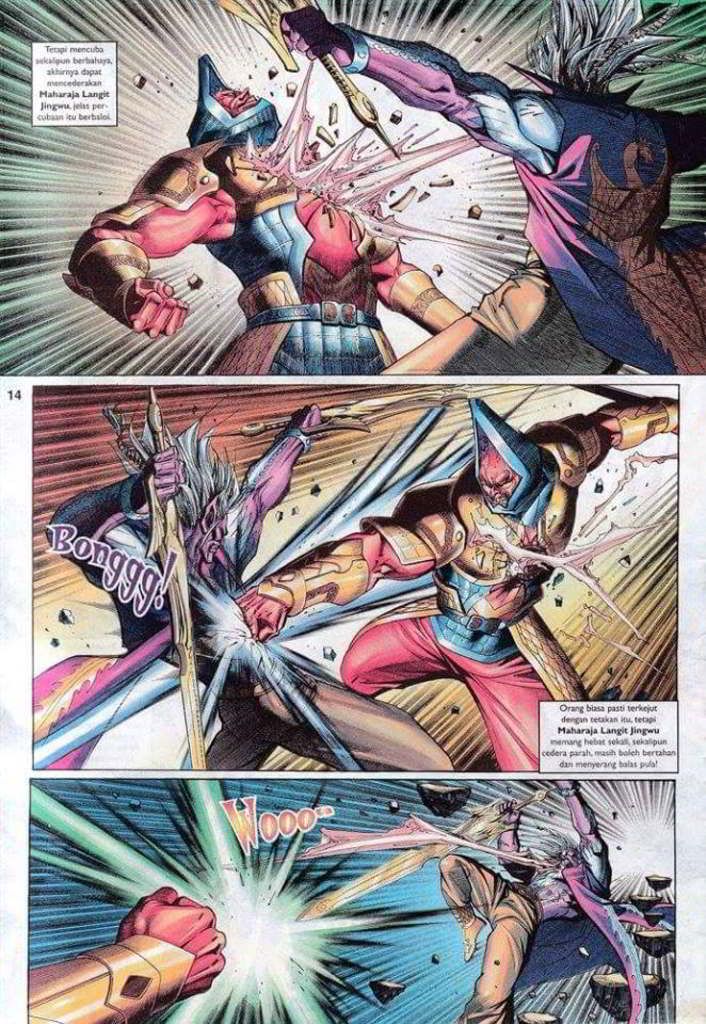 Tetapi mencuba
sekalipun berbahaya,
akhirnya dapat
mencederakan
Maharaja Langit
Jingwu, jelas per-
cubaan itu berbaloi.
14
Bonggg!
Orang biasa pasti terkejut
dengan tetakan itu, tetapi
Maharaja Langit Jingwu
memang hebat sekali, sekalipun
cedera parah, masih boleh bertahan
dan menyerang balas pula!
Wooo~